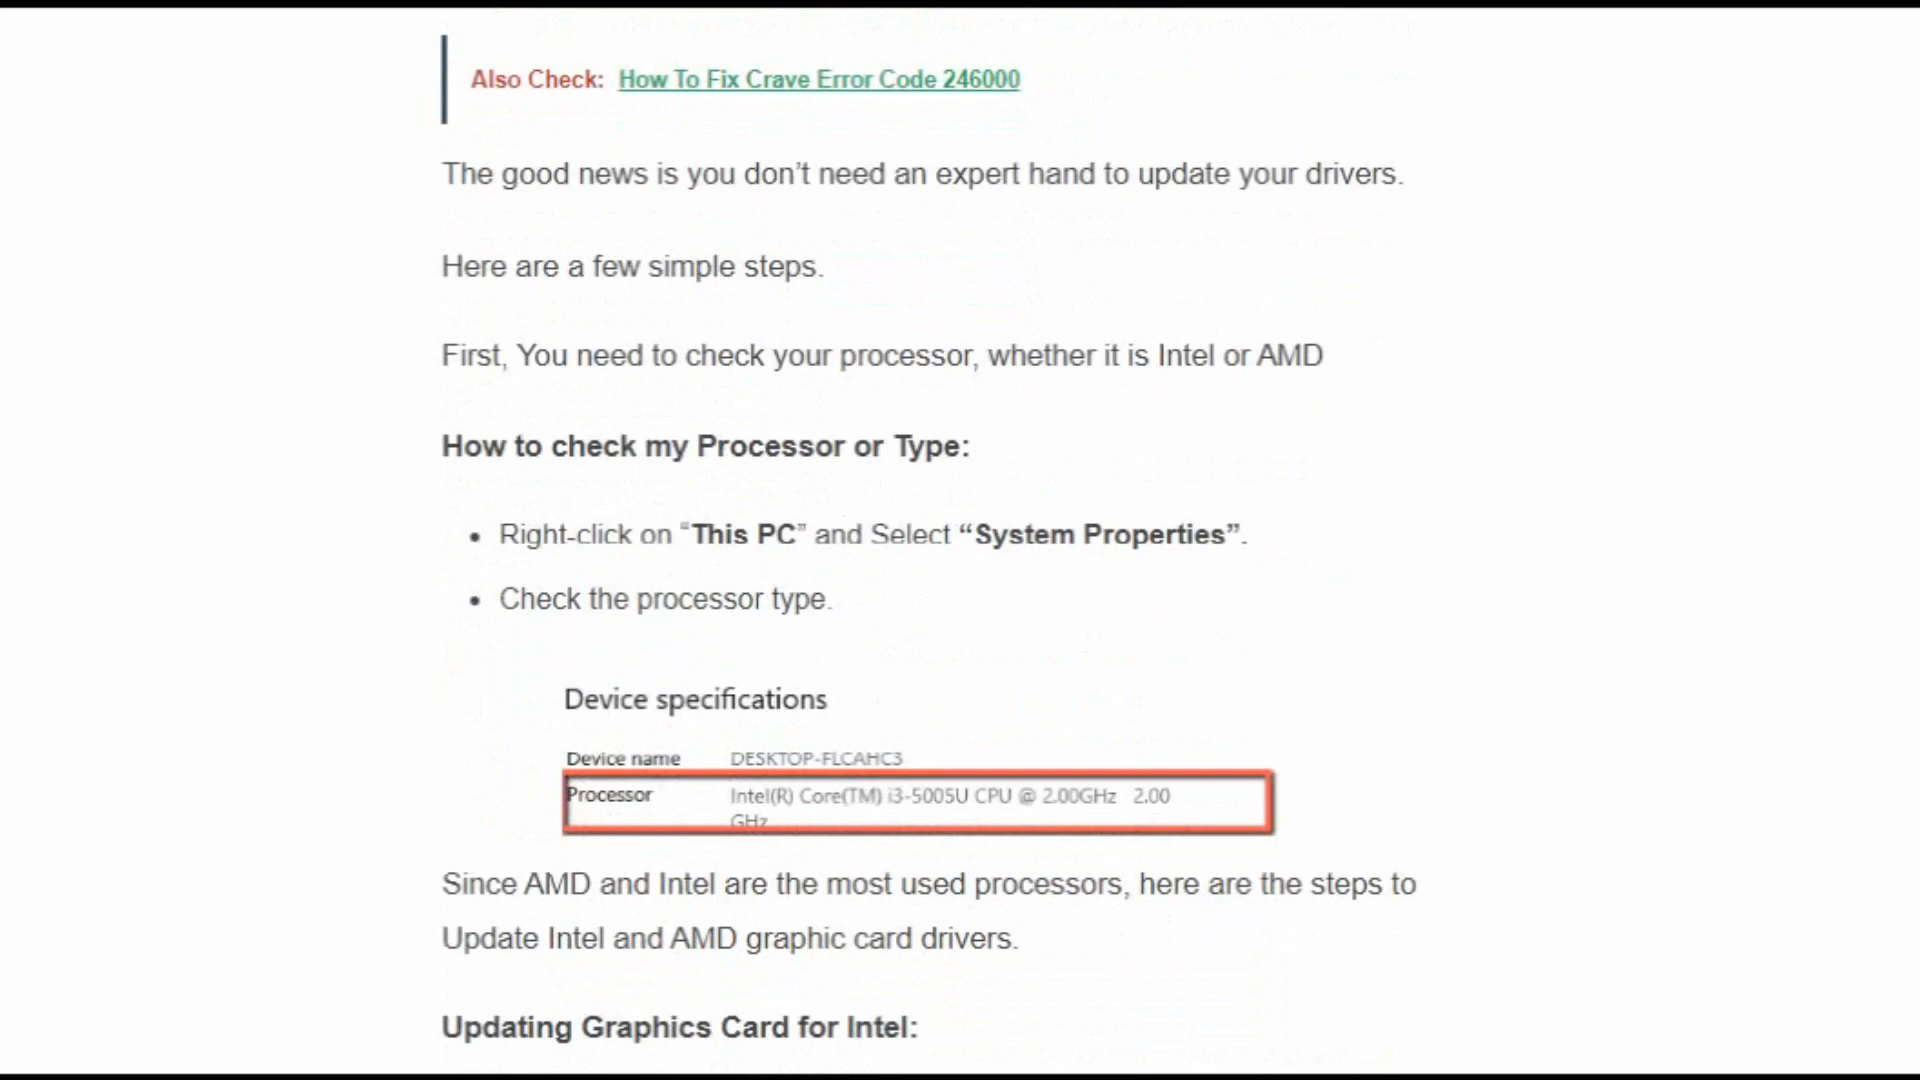 Also Check: How To Fix Crave Error Code 246000
The good news is you don’t need an expert hand to update your drivers.
Here are a few simple steps.
First, You need to check your processor, whether it is Intel or AMD
How to check my Processor or Type:
• Right-click on “This PC” and Select “System Properties”.
• Check the processor type.
Device specifications
Device name DESKTOP-FLCAHC3
Processor Intel(R) Core(TM) i3-5005U CPU @ 2.00GHz 2.00
GHz
Since AMD and Intel are the most used processors, here are the steps to
Update Intel and AMD graphic card drivers.
Updating Graphics Card for Intel: